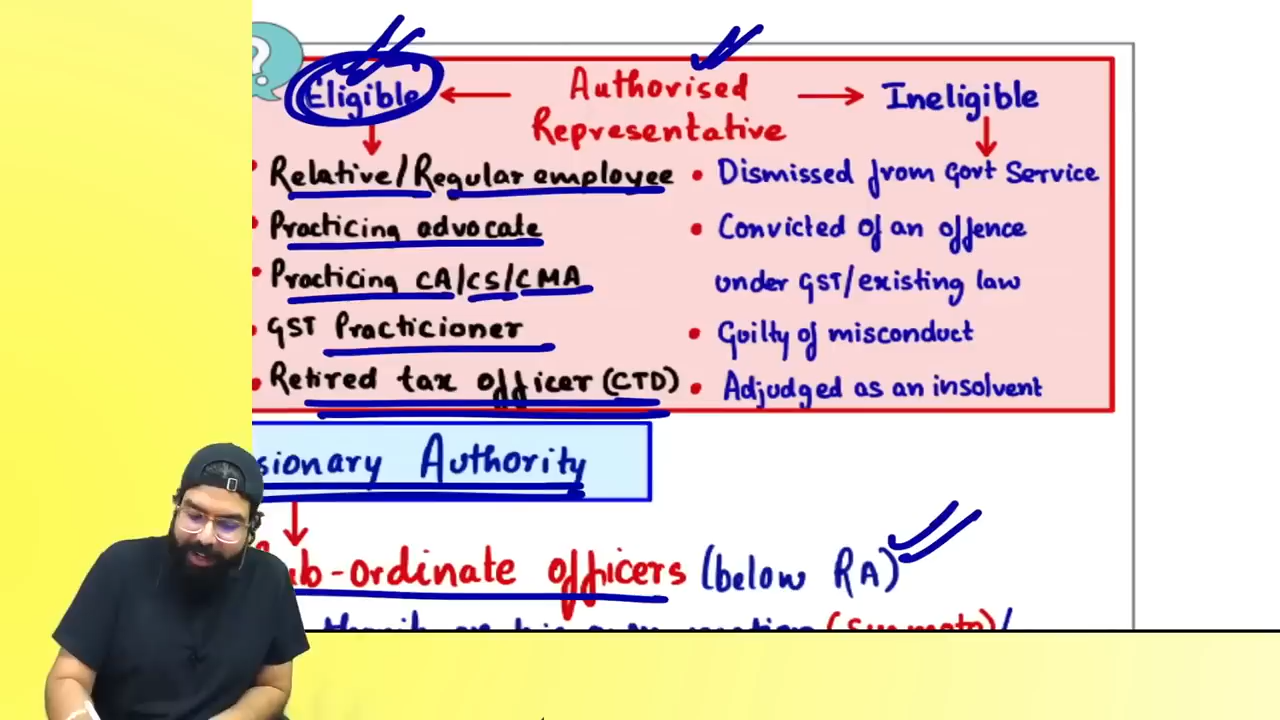 ?
Eligible ← Authorised → Ineligible
Representative
• Relative/Regular employee
• Practicing advocate
• Practicing CA/CS/CMA
• GST Practicioner
• Retired tax officer (CTD)
• Dismissed from Govt Service
• Convicted of an offence
under GST/existing law
• Guilty of misconduct
• Adjudged as an insolvent
sionary Authority
ub-ordinate officers (below RA)
(Suo moto)/